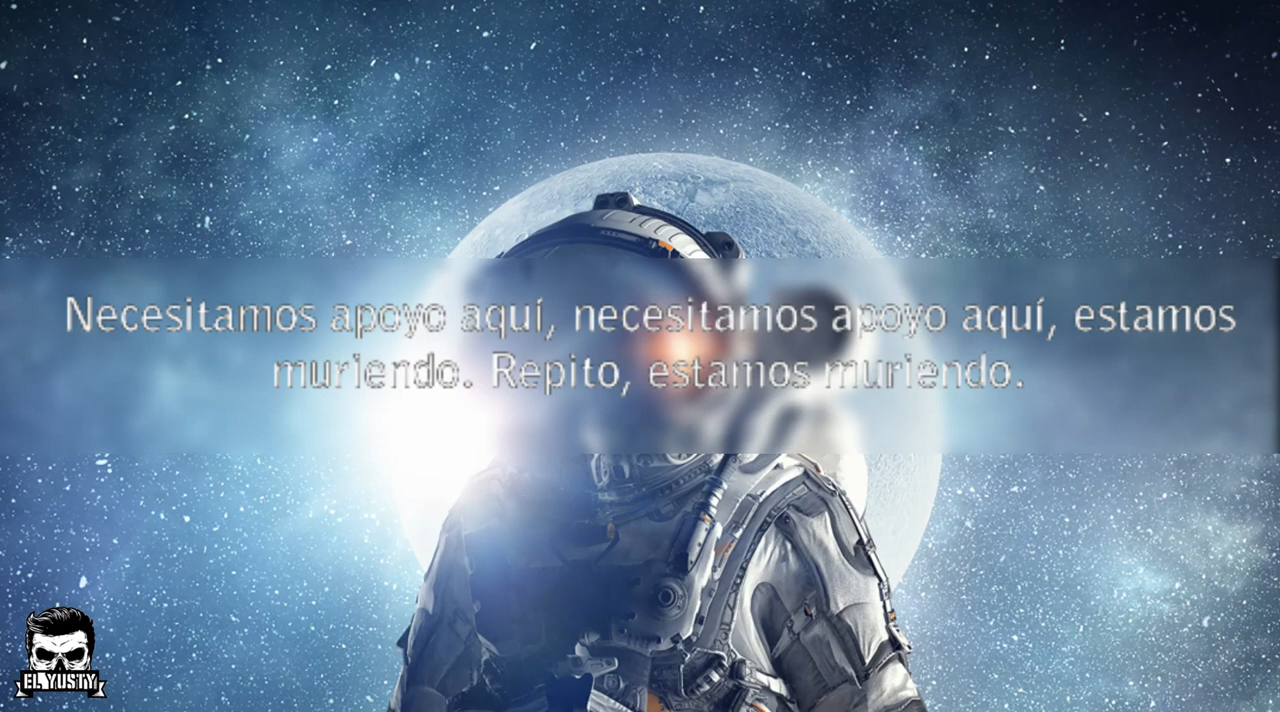 Necesitamos apoyo aquí, necesitamos apoyo aquí, estamos
muriendo. Repito, estamos muriendo.
EL YUSTY